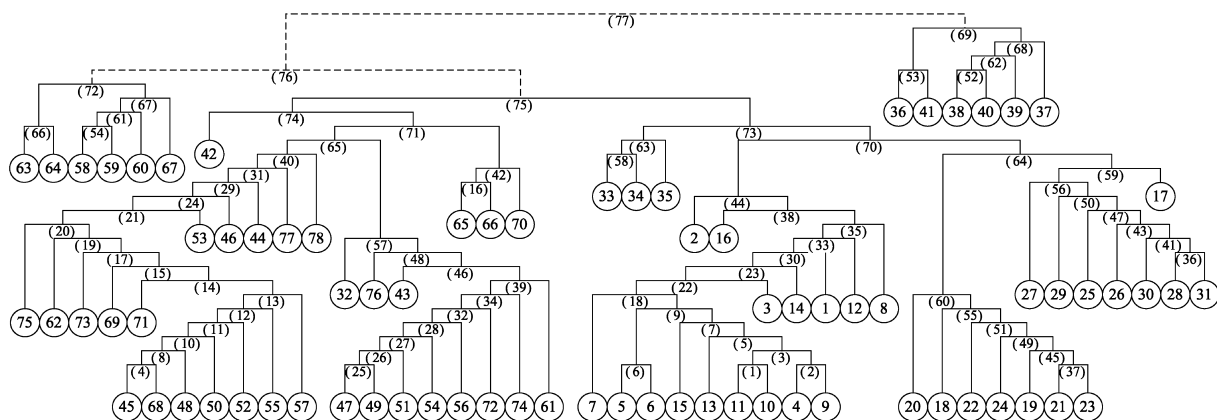 (77)
(69)
(68)
(62)
(76)
(53) (52)
(72)
(67) (75)
36 41 38 40 39 37
(61) (74)
(66) (54) (71) (73)
(65) (63) (70)
42 (40) (58) (64)
63 64 58 59 60 67 (31) (42) (59)
(29) (16) 33 34 35 (56) 17
(24) (44) (50)
(21) 65 66 70 (38) (47)
(20) 53 46 44 77 78 2 16 (35) (43)
(19) (57) (33) (41)
(17) (48) (30) (36)
(15) (46) (23)
(14) 32 76 43 (39) (22) 27 29 25 26 30 28 31
(13) (34) (18) 3 14 1 12 8 (60)
75 62 73 69 71 (12) (32) (9) (55)
(11) (28) (7) (51)
(10) (27) (5) (49)
(8) (26) (3) (45)
(4) (25) (6) (1) (2) (37)
45 68 48 50 52 55 57 47 49 51 54 56 72 74 61 7 5 6 15 13 11 10 4 9 20 18 22 24 19 21 23